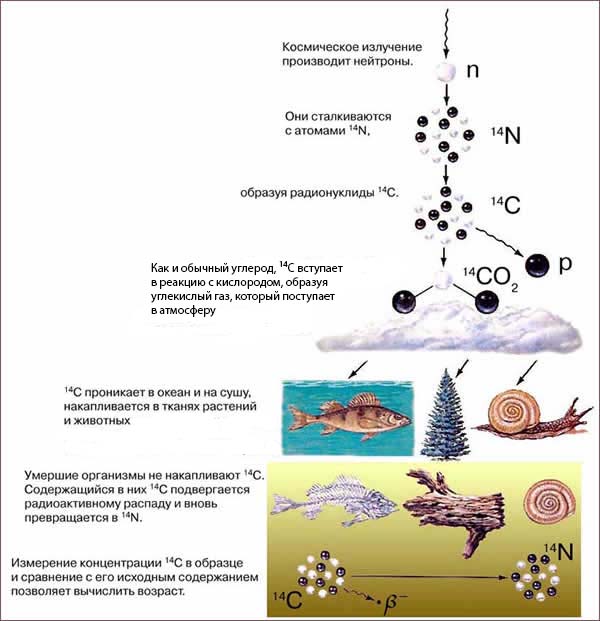 Космическое излучение
производит нейтроны.
n
Они сталкиваются
с атомами ¹⁴N,
¹⁴N
образуя радионуклиды ¹⁴C.
¹⁴C
p
Как и обычный углерод, ¹⁴C вступает
в реакцию с кислородом, образуя
углекислый газ, который поступает
в атмосферу
¹⁴CO₂
¹⁴C проникает в океан и на сушу,
накапливается в тканях растений
и животных
Умершие организмы не накапливают ¹⁴C.
Содержащийся в них ¹⁴C подвергается
радиоактивному распаду и вновь
превращается в ¹⁴N.
Измерение концентрации ¹⁴C в образце
и сравнение с его исходным содержанием
позволяет вычислить возраст.
¹⁴C
β⁻
¹⁴N